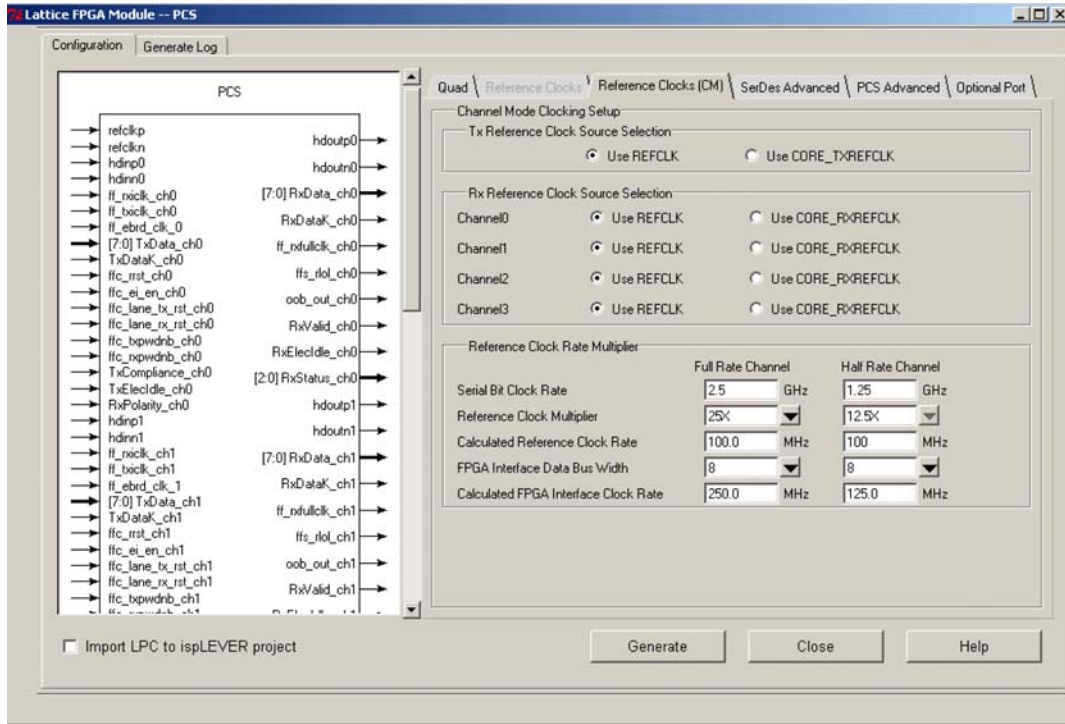 Lattice FPGA Module -- PCS
Configuration
Generate Log
PCS
refclkp
refclkn
hdinp0
hdinn0
ff_rxiclk_ch0
ff_txiclk_ch0
ff_ebrd_clk_0
[7:0] TxData_ch0
TxDataK_ch0
ffc_rrst_ch0
ffc_ei_en_ch0
ffc_lane_tx_rst_ch0
ffc_lane_rx_rst_ch0
ffc_txpwdnb_ch0
ffc_rxpwdnb_ch0
TxCompliance_ch0
TxElecIdle_ch0
RxPolarity_ch0
hdinp1
hdinn1
ff_rxiclk_ch1
ff_txiclk_ch1
ff_ebrd_clk_1
[7:0] TxData_ch1
TxDataK_ch1
ffc_rrst_ch1
ffc_ei_en_ch1
ffc_lane_tx_rst_ch1
ffc_lane_rx_rst_ch1
ffc_txpwdnb_ch1
hdoutp0
hdoutn0
[7:0] RxData_ch0
RxDataK_ch0
ff_rxfullclk_ch0
ffs_rlol_ch0
oob_out_ch0
RxValid_ch0
RxElecIdle_ch0
[2:0] RxStatus_ch0
hdoutp1
hdoutn1
[7:0] RxData_ch1
RxDataK_ch1
ff_rxfullclk_ch1
ffs_rlol_ch1
oob_out_ch1
RxValid_ch1
Quad
Reference Clocks
Reference Clocks (CM)
SerDes Advanced
PCS Advanced
Optional Port
Channel Mode Clocking Setup
Tx Reference Clock Source Selection
Use REFCLK Use CORE_TXREFCLK
Rx Reference Clock Source Selection
Channel0 Use REFCLK Use CORE_RXREFCLK
Channel1 Use REFCLK Use CORE_RXREFCLK
Channel2 Use REFCLK Use CORE_RXREFCLK
Channel3 Use REFCLK Use CORE_RXREFCLK
Reference Clock Rate Multiplier
Full Rate Channel Half Rate Channel
Serial Bit Clock Rate 2.5 GHz 1.25 GHz
Reference Clock Multiplier 25X 12.5X
Calculated Reference Clock Rate 100.0 MHz 100 MHz
FPGA Interface Data Bus Width 8 8
Calculated FPGA Interface Clock Rate 250.0 MHz 125.0 MHz
Import LPC to ispLEVER project
Generate
Close
Help